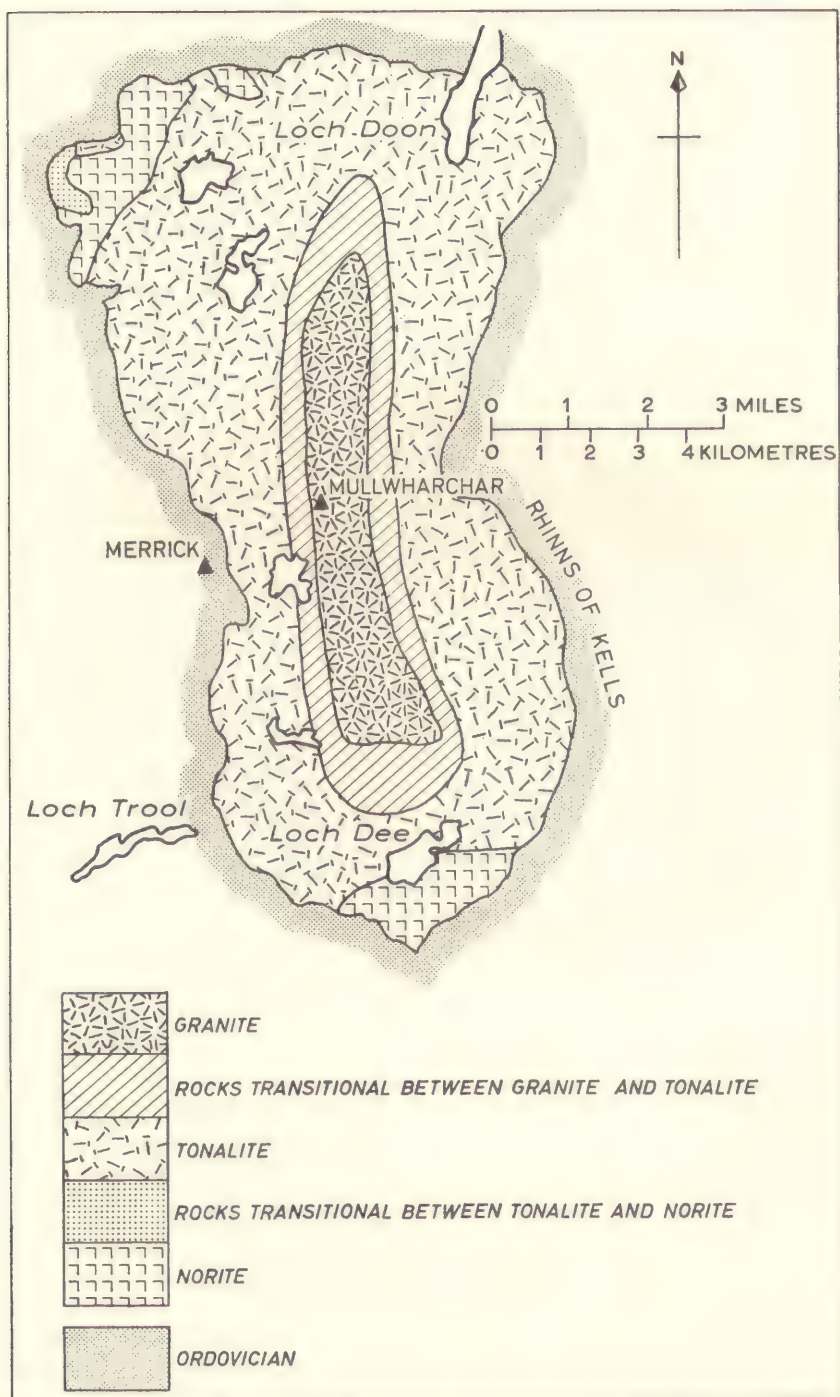 N
Loch Doon
0 1 2 3 MILES
0 1 2 3 4 KILOMETRES
MULLWHARCHAR
MERRICK
RHINNS OF KELLS
Loch Trool
Loch Dee
GRANITE
ROCKS TRANSITIONAL BETWEEN GRANITE AND TONALITE
TONALITE
ROCKS TRANSITIONAL BETWEEN TONALITE AND NORITE
NORITE
ORDOVICIAN